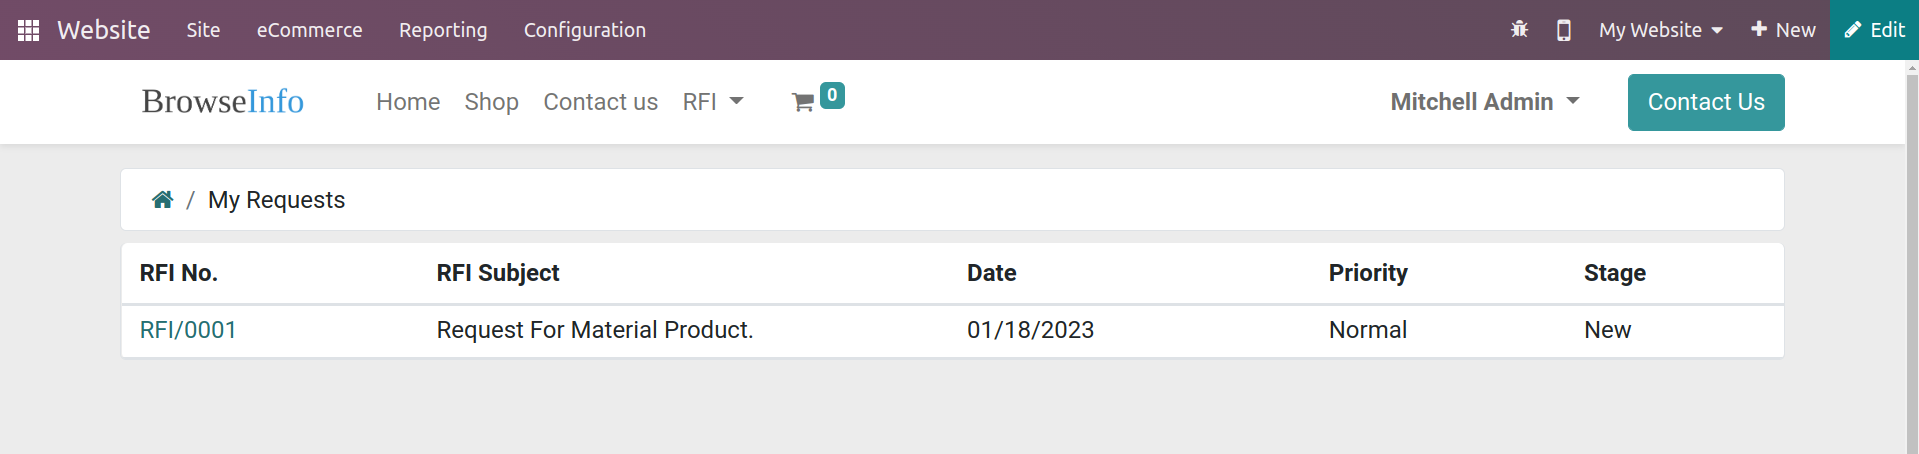 Website Site eCommerce Reporting Configuration My Website New Edit
BrowseInfo Home Shop Contact us RFI 0 Mitchell Admin Contact Us
/ My Requests
RFI No. RFI Subject Date Priority Stage
RFI/0001 Request For Material Product. 01/18/2023 Normal New